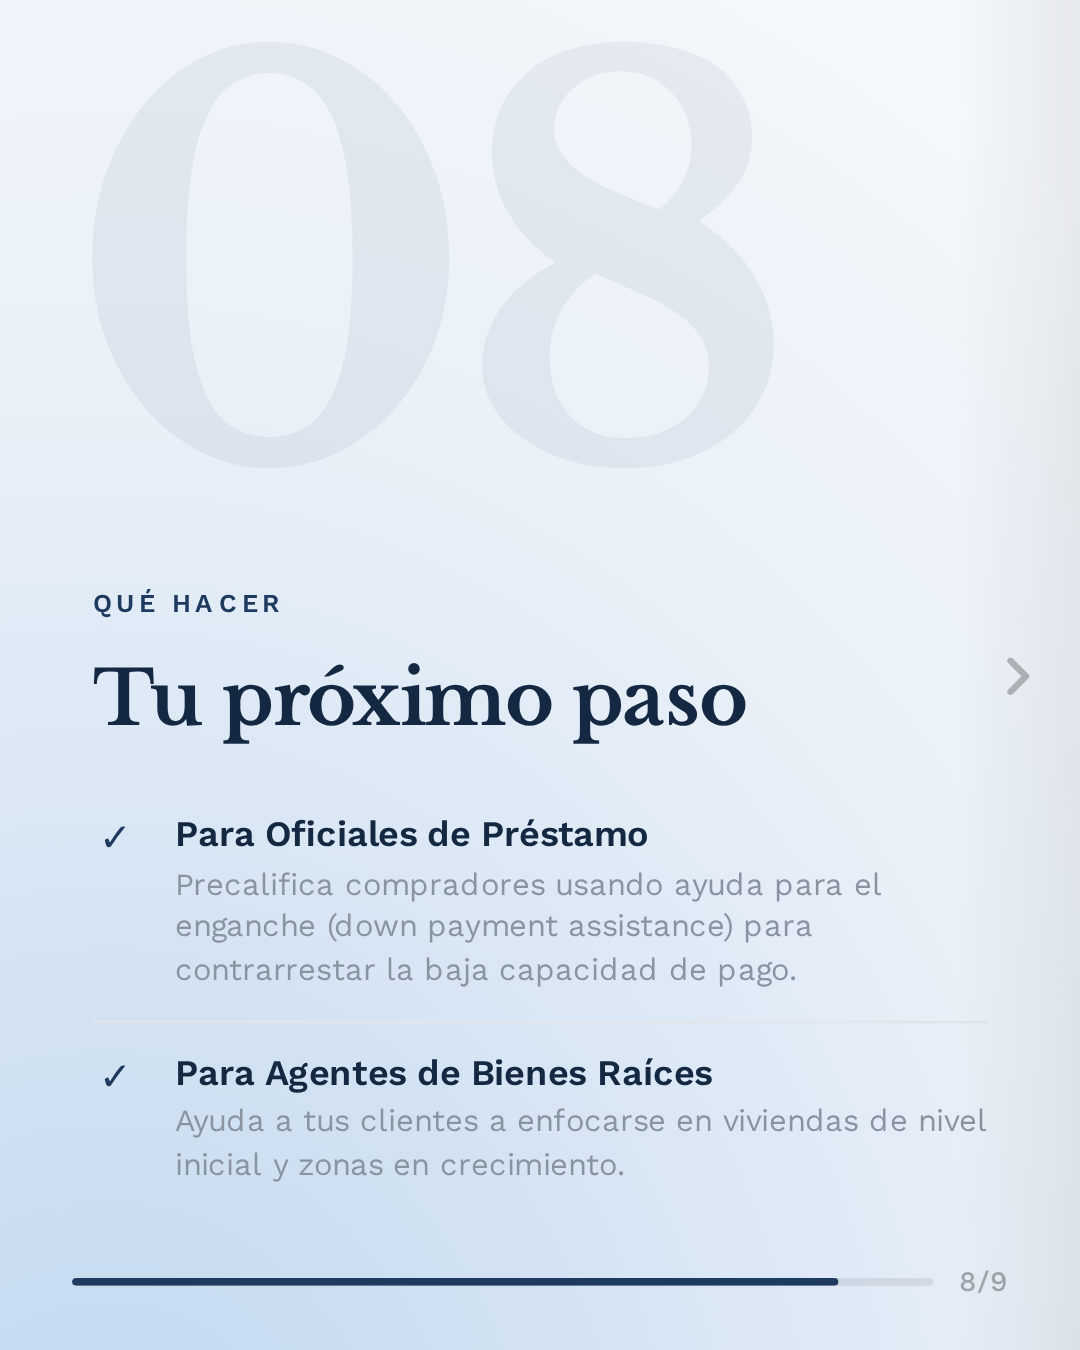 08
QUÉ HACER
Tu próximo paso
✓ Para Oficiales de Préstamo
Precalifica compradores usando ayuda para el
enganche (down payment assistance) para
contrarrestar la baja capacidad de pago.
✓ Para Agentes de Bienes Raíces
Ayuda a tus clientes a enfocarse en viviendas de nivel
inicial y zonas en crecimiento.
8/9